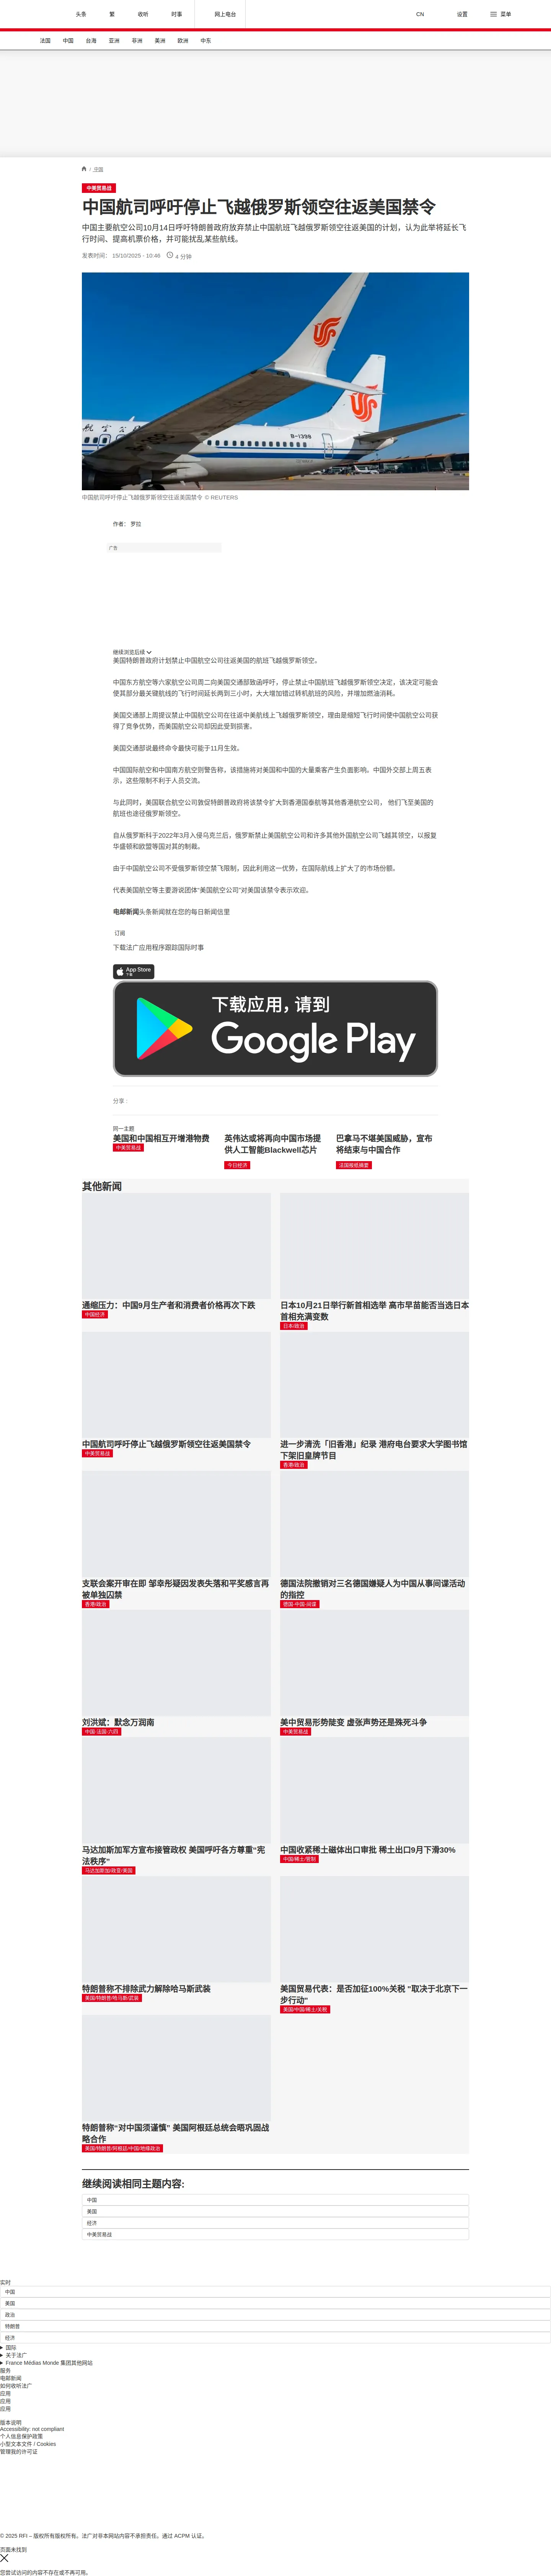 头条
繁
收听
时事
网上电台
CN
设置
菜单
法国
中国
台海
亚洲
非洲
美洲
欧洲
中东
/ 中国
中美贸易战
中国航司呼吁停止飞越俄罗斯领空往返美国禁令
中国主要航空公司10月14日呼吁特朗普政府放弃禁止中国航班飞越俄罗斯领空往返美国的计划，认为此举将延长飞
行时间、提高机票价格，并可能扰乱某些航线。
发表时间： 15/10/2025 - 10:46
4 分钟
B-1398
中国航司呼吁停止飞越俄罗斯领空往返美国禁令 © REUTERS
作者： 罗拉
广告
继续浏览后续
美国特朗普政府计划禁止中国航空公司往返美国的航班飞越俄罗斯领空。
中国东方航空等六家航空公司周二向美国交通部致函呼吁，停止禁止中国航班飞越俄罗斯领空决定，该决定可能会
使其部分最关键航线的飞行时间延长两到三小时，大大增加错过转机航班的风险，并增加燃油消耗。
美国交通部上周提议禁止中国航空公司在往返中美航线上飞越俄罗斯领空，理由是缩短飞行时间使中国航空公司获
得了竞争优势，而美国航空公司却因此受到损害。
美国交通部说最终命令最快可能于11月生效。
中国国际航空和中国南方航空则警告称，该措施将对美国和中国的大量乘客产生负面影响。中国外交部上周五表
示，这些限制不利于人员交流。
与此同时，美国联合航空公司敦促特朗普政府将该禁令扩大到香港国泰航等其他香港航空公司， 他们飞至美国的
航班也途径俄罗斯领空。
自从俄罗斯科于2022年3月入侵乌克兰后，俄罗斯禁止美国航空公司和许多其他外国航空公司飞越其领空，以报复
华盛顿和欧盟等国对其的制裁。
由于中国航空公司不受俄罗斯领空禁飞限制，因此利用这一优势，在国际航线上扩大了的市场份额。
代表美国航空等主要游说团体“美国航空公司”对美国该禁令表示欢迎。
电邮新闻头条新闻就在您的每日新闻信里
订阅
下载法广应用程序跟踪国际时事
App Store
下载
下载应用，请到
Google Play
分享 :
同一主题
美国和中国相互开增港物费
中美贸易战
英伟达或将再向中国市场提
供人工智能Blackwell芯片
今日经济
巴拿马不堪美国威胁，宣布
将结束与中国合作
法国报纸摘要
其他新闻
通缩压力：中国9月生产者和消费者价格再次下跌
中国经济
日本10月21日举行新首相选举 高市早苗能否当选日本
首相充满变数
日本/政治
中国航司呼吁停止飞越俄罗斯领空往返美国禁令
中美贸易战
进一步清洗「旧香港」纪录 港府电台要求大学图书馆
下架旧皇牌节目
香港/政治
支联会案开审在即 邹幸彤疑因发表失落和平奖感言再
被单独囚禁
香港/政治
德国法院撤销对三名德国嫌疑人为中国从事间谍活动
的指控
德国-中国-间谍
刘洪斌：默念万润南
中国·法国·六四
美中贸易形势陡变 虚张声势还是殊死斗争
中美贸易战
马达加斯加军方宣布接管政权 美国呼吁各方尊重“宪
法秩序”
马达加斯加/政变/美国
中国收紧稀土磁体出口审批 稀土出口9月下滑30%
中国/稀土/管制
特朗普称不排除武力解除哈马斯武装
美国/特朗普/哈马斯/武装
美国贸易代表：是否加征100%关税 “取决于北京下一
步行动”
美国/中国/稀土/关税
特朗普称“对中国须谨慎” 美国阿根廷总统会晤巩固战
略合作
美国/特朗普/阿根廷/中国/地缘政治
继续阅读相同主题内容:
中国
美国
经济
中美贸易战
实时
中国
美国
政治
特朗普
经济
国际
关于法广
France Médias Monde 集团其他网站
服务
电邮新闻
如何收听法广
应用
应用
应用
版本说明
Accessibility: not compliant
个人信息保护政策
小型文本文件 / Cookies
管理我的许可证
© 2025 RFI – 版权所有版权所有。法广对非本网站内容不承担责任。通过 ACPM 认证。
页面未找到
您尝试访问的内容不存在或不再可用。